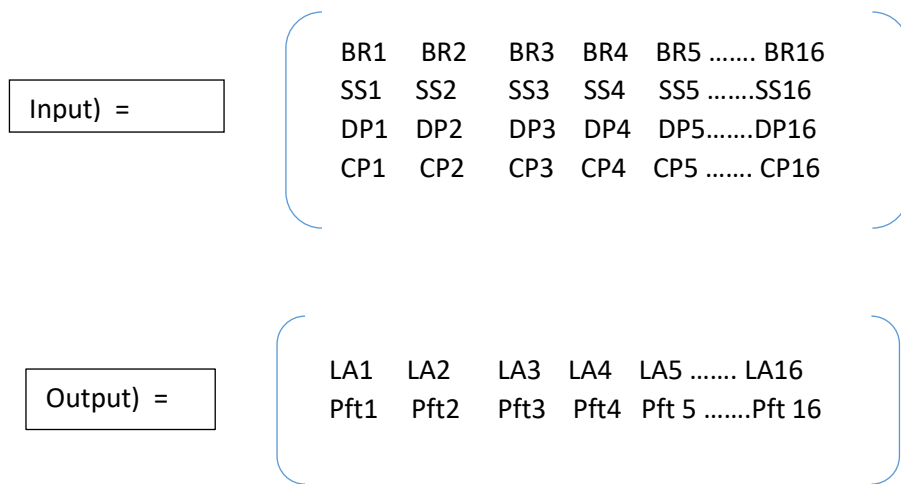 BR1 BR2 BR3 BR4 BR5 ……. BR16
Input) =
SS1 SS2 SS3 SS4 SS5 …….SS16
DP1 DP2 DP3 DP4 DP5…….DP16
CP1 CP2 CP3 CP4 CP5 ……. CP16
LA1 LA2 LA3 LA4 LA5 ……. LA16
Output) =
Pft1 Pft2 Pft3 Pft4 Pft 5 …….Pft 16